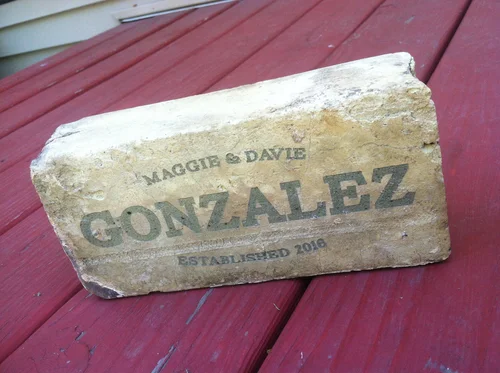 MAGGIE & DAVIE
GONZALEZ
ESTABLISHED 2016